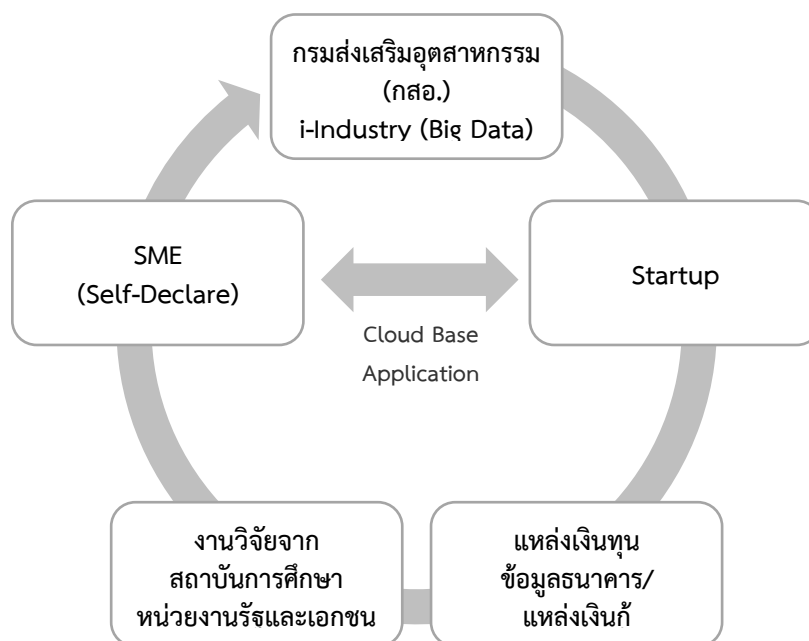 กรมส่งเสริมอุตสาหกรรม
(กสอ.)
i-Industry (Big Data)
SME
(Self-Declare)
Startup
Cloud Base
Application
งานวิจัยจาก
สถาบันการศึกษา
หน่วยงานรัฐและเอกชน
แหล่งเงินทุน
ข้อมูลธนาคาร/
แหล่งเงินกู้